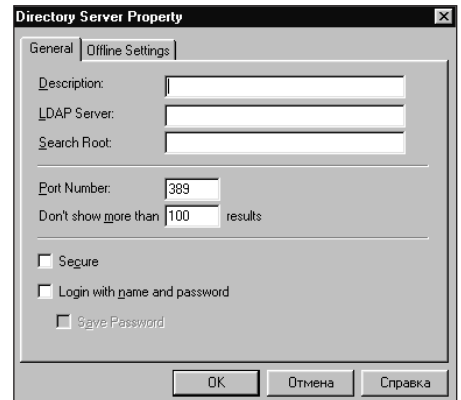 Directory Server Property
General Offline Settings
Description:
LDAP Server:
Search Root:
Port Number: 389
Don't show more than 100 results
Secure
Login with name and password
Save Password
OK Отмена Справка